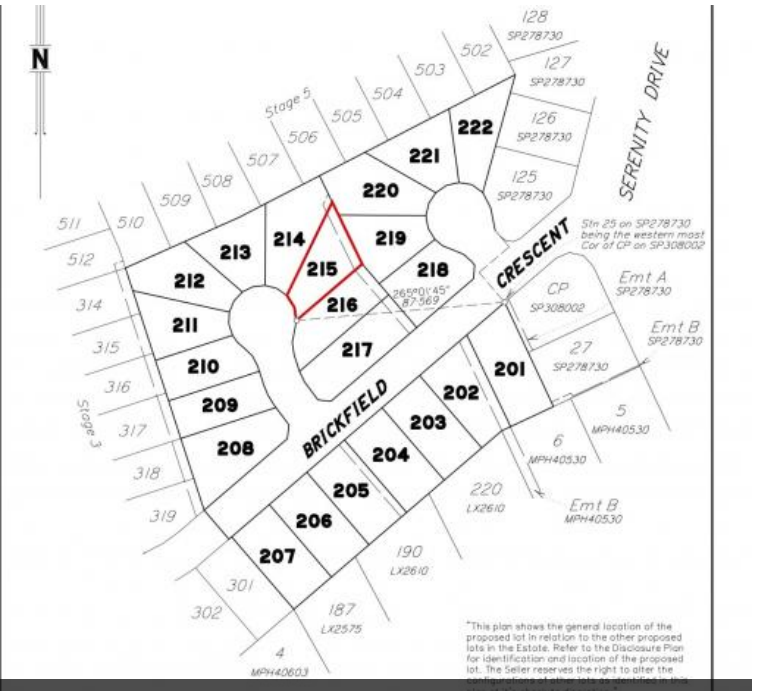 128
SP278730
502
127
SP278730
503
N
504
Stage 5
505
126
SP278730
222
506
221
SERENITY DRIVE
507
125
SP278730
508
220
509
511
510
214
219
Stn 25 on SP278730
being the western most
Cor of CP on SP308002
213
512
215
218
CRESCENT
212
265°01'45"
87·569
CP
SP308002
Emt A
SP278730
314
216
211
Emt B
SP278730
315
217
27
SP278730
210
201
316
202
209
203
5
MPH40530
Stage 3
317
BRICKFIELD
6
MPH40530
208
204
318
205
220
LX2610
319
206
Emt B
MPH40530
190
LX2610
207
301
302
187
LX2575
4
MPH40603
"This plan shows the general location of the
proposed lot in relation to the other proposed
lots in the Estate. Refer to the Disclosure Plan
for identification and location of the proposed
lot. The Seller reserves the right to alter the
configurations of other lots as identified in this